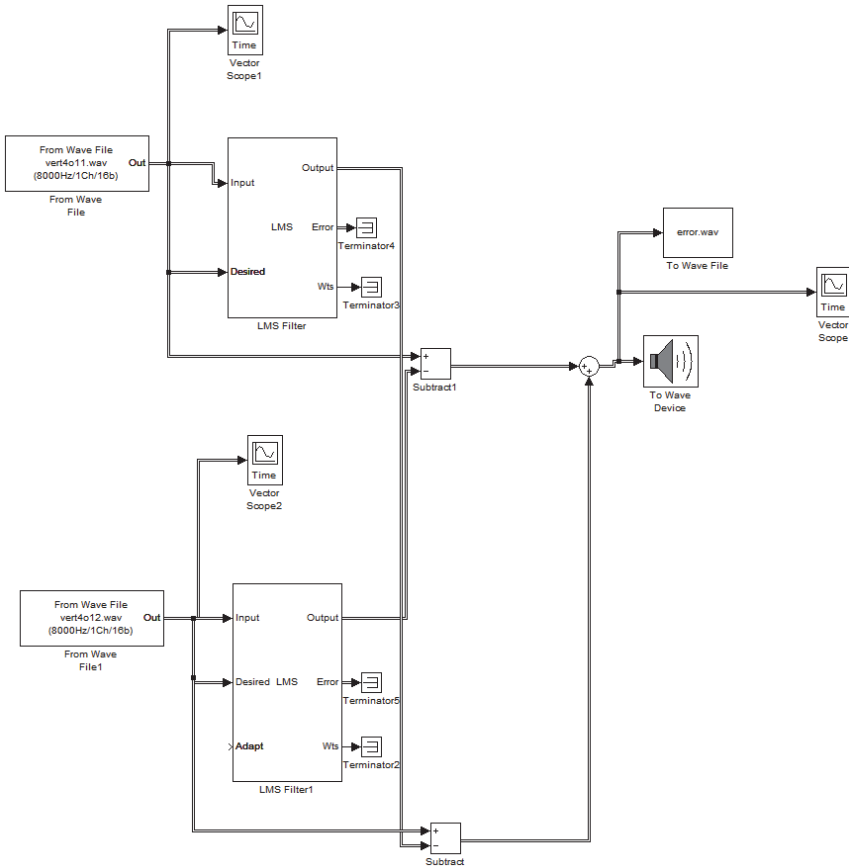 Time
Vector
Scope1
From Wave File
vert4o11.wav
(8000Hz/1Ch/16b)
Out
From Wave
File
Input
Output
LMS
Error
Terminator4
Desired
Wts
Terminator3
LMS Filter
error.wav
To Wave File
Time
Vector
Scope
+
−
Subtract1
+
+
To Wave
Device
Time
Vector
Scope2
From Wave File
vert4o12.wav
(8000Hz/1Ch/16b)
Out
From Wave
File1
Input
Output
Desired
LMS
Error
Terminator5
Adapt
Wts
Terminator2
LMS Filter1
+
−
Subtract